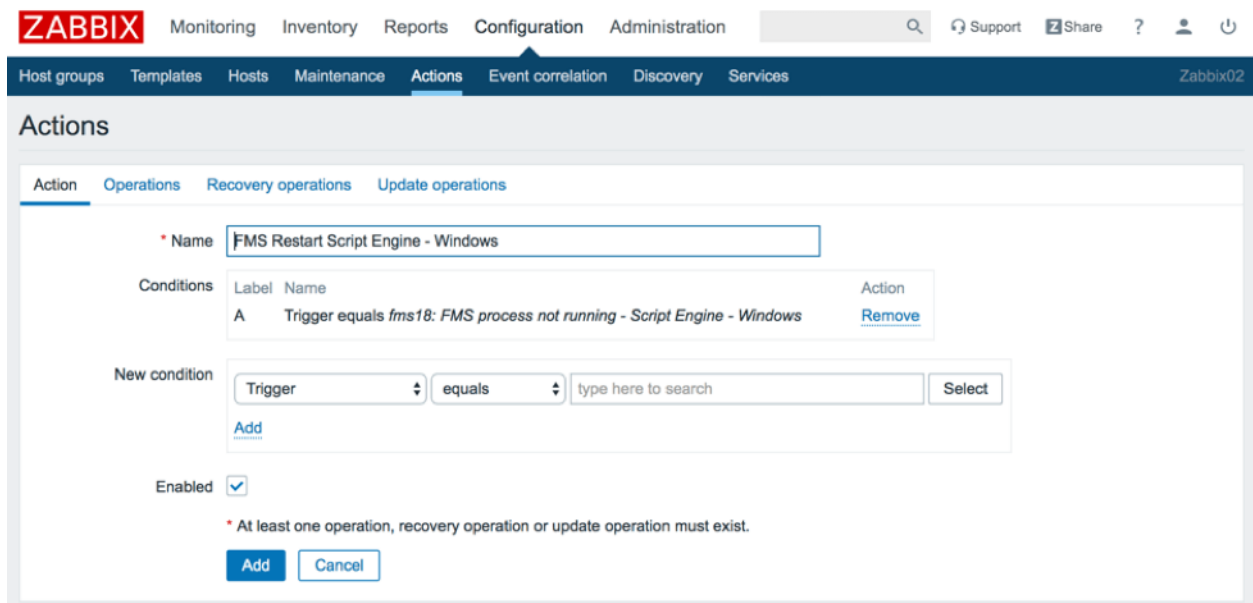 ZABBIX Monitoring Inventory Reports Configuration Administration Support Z Share ?
Host groups Templates Hosts Maintenance Actions Event correlation Discovery Services Zabbix02
Actions
Action Operations Recovery operations Update operations
* Name FMS Restart Script Engine - Windows
Conditions Label Name Action
A Trigger equals fms18: FMS process not running - Script Engine - Windows Remove
New condition Trigger equals type here to search Select
Add
Enabled
* At least one operation, recovery operation or update operation must exist.
Add Cancel